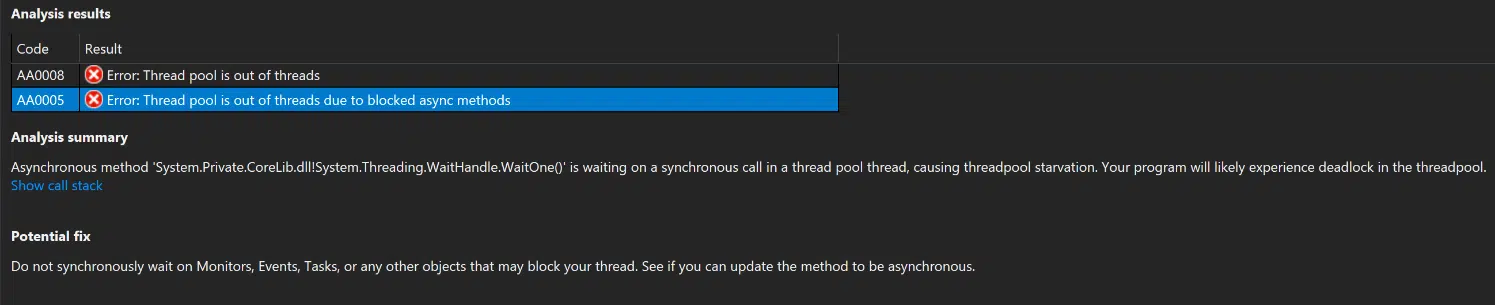 Analysis results
Code Result
AA0008 Error: Thread pool is out of threads
AA0005 Error: Thread pool is out of threads due to blocked async methods
Analysis summary
Asynchronous method 'System.Private.CoreLib.dll!System.Threading.WaitHandle.WaitOne()' is waiting on a synchronous call in a thread pool thread, causing threadpool starvation. Your program will likely experience deadlock in the threadpool.
Show call stack
Potential fix
Do not synchronously wait on Monitors, Events, Tasks, or any other objects that may block your thread. See if you can update the method to be asynchronous.